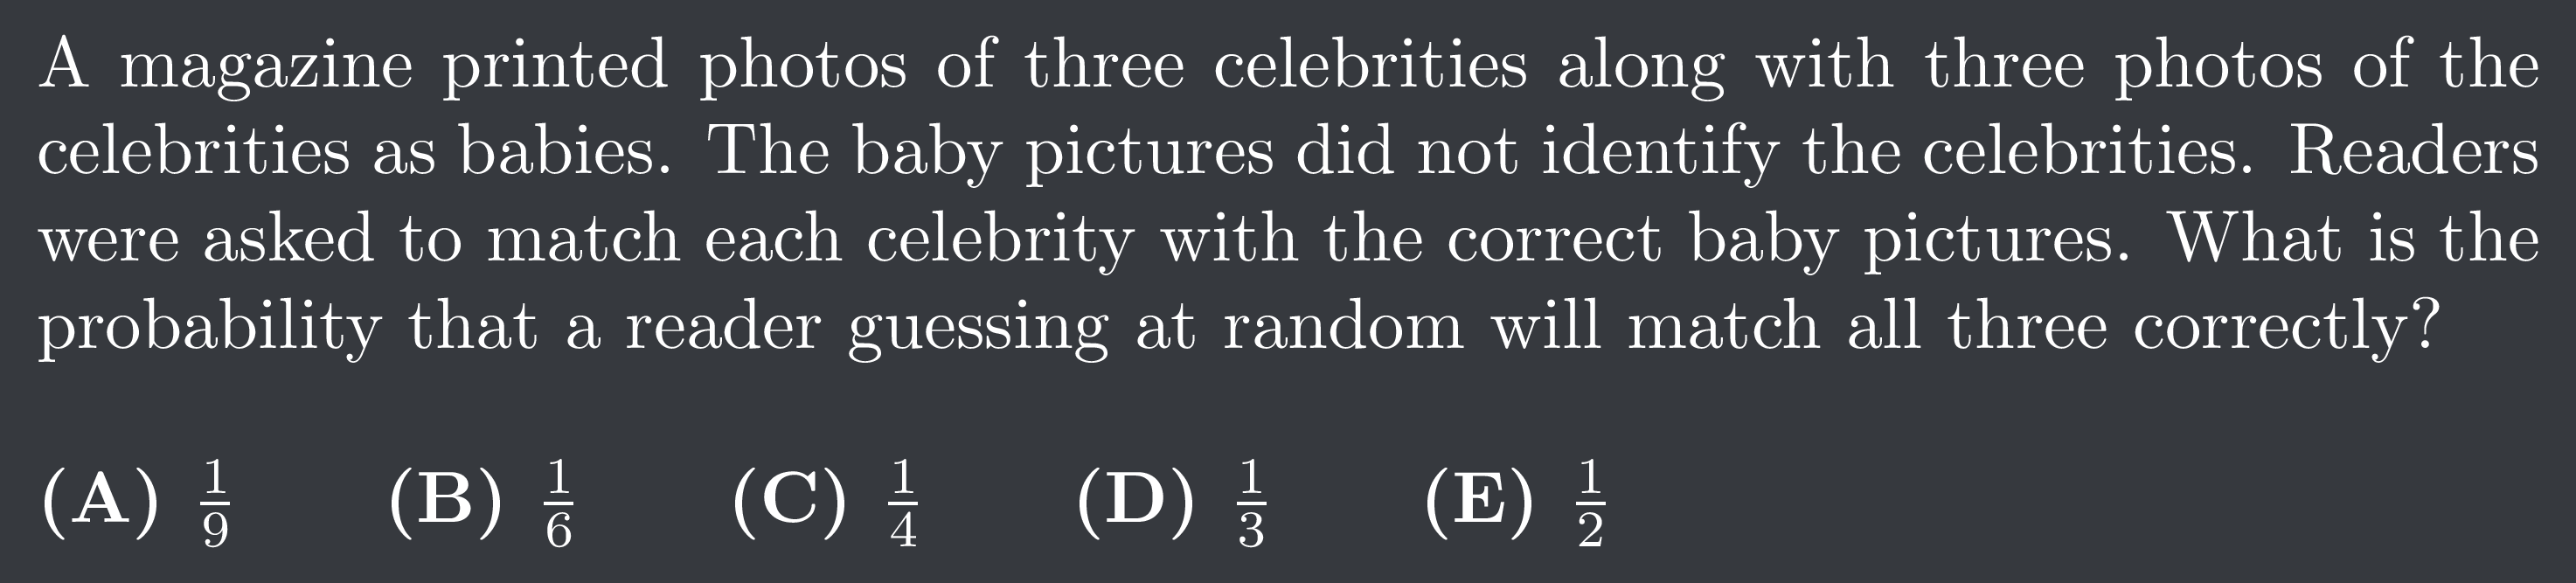 A magazine printed photos of three celebrities along with three photos of the
celebrities as babies. The baby pictures did not identify the celebrities. Readers
were asked to match each celebrity with the correct baby pictures. What is the
probability that a reader guessing at random will match all three correctly?
(A) 1/9 (B) 1/6 (C) 1/4 (D) 1/3 (E) 1/2